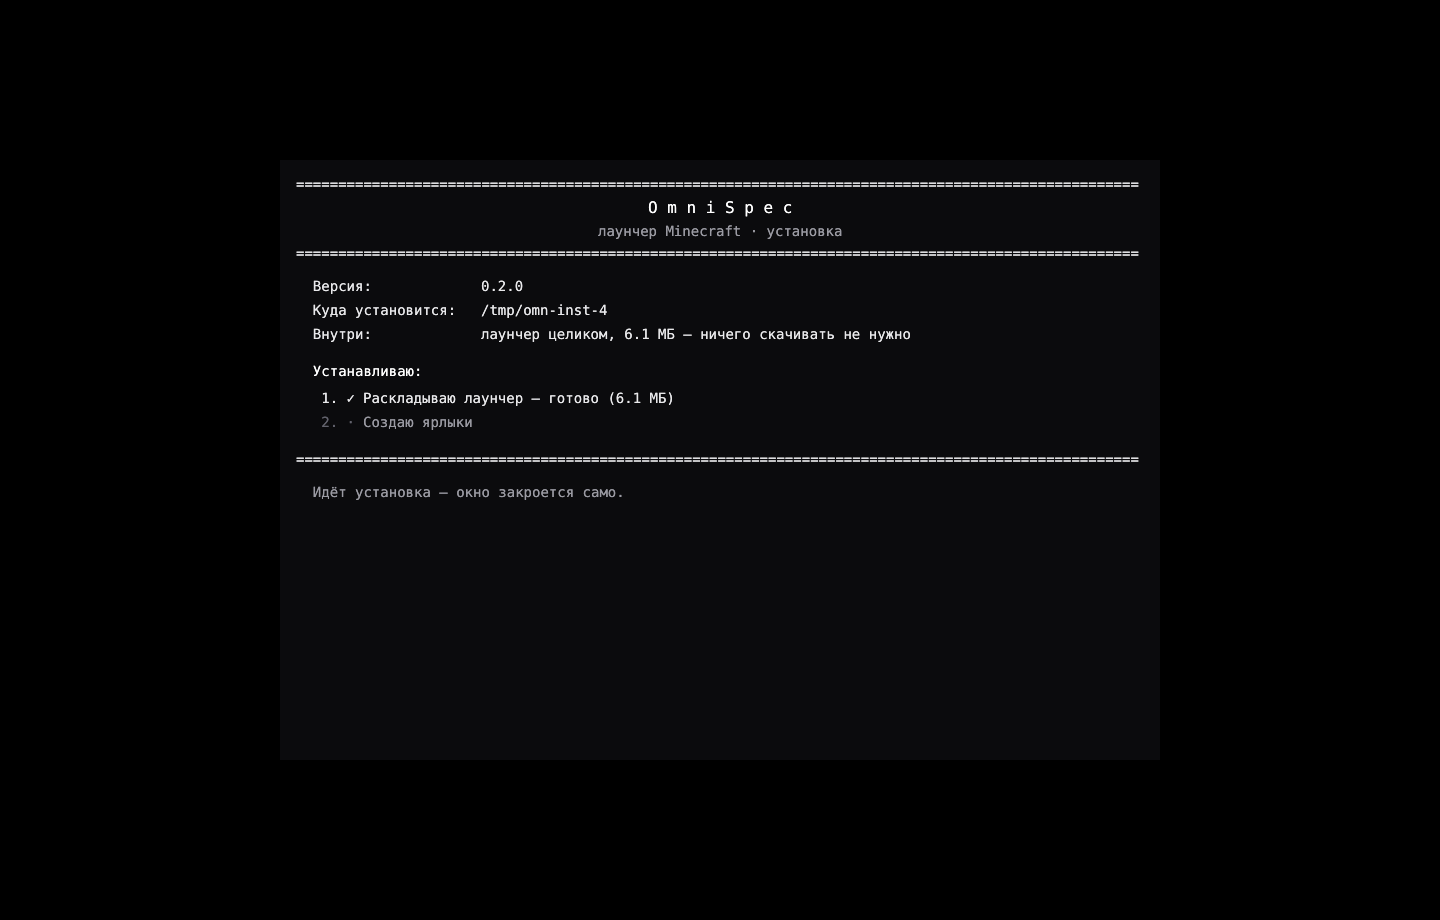 ====================================================================================================
O m n i S p e c
лаунчер Minecraft · установка
====================================================================================================
Версия: 0.2.0
Куда установится: /tmp/omn-inst-4
Внутри: лаунчер целиком, 6.1 МБ — ничего скачивать не нужно
Устанавливаю:
1. ✓ Раскладываю лаунчер — готово (6.1 МБ)
2. · Создаю ярлыки
====================================================================================================
Идёт установка — окно закроется само.